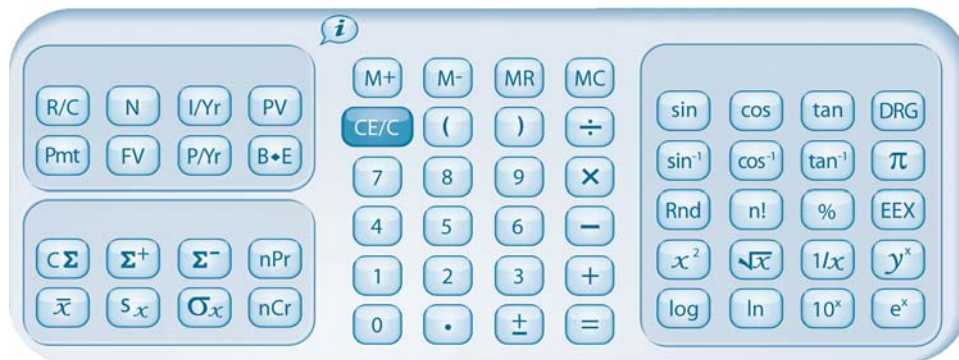 i
R/C N I/Yr PV
Pmt FV P/Yr B◆E
CΣ Σ+ Σ- nPr
x̄ Sx σx nCr
M+ M- MR MC
CE/C ( ) ÷
7 8 9 ×
4 5 6 −
1 2 3 +
0 . ± =
sin cos tan DRG
sin⁻¹ cos⁻¹ tan⁻¹ π
Rnd n! % EEX
x² √x 1/x yˣ
log ln 10ˣ eˣ